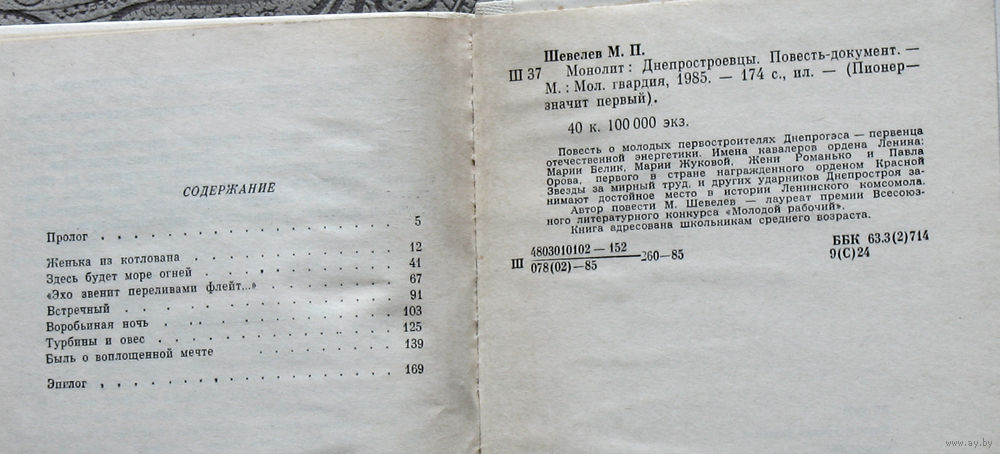 СОДЕРЖАНИЕ
Пролог . . . . . . . . . . . . . . . . 5
Женька из котлована . . . . . . . . . . 12
Здесь будет море огней . . . . . . . . . 41
«Эхо звенит переливами флейт...» . . . . . . 67
Встречный . . . . . . . . . . . . . . 91
Воробьиная ночь . . . . . . . . . . . 103
Турбины и овес . . . . . . . . . . . 125
Быль о воплощенной мечте . . . . . . . . 139
Эпилог . . . . . . . . . . . . . . . 169
Шевелев М. П.
Ш 37 Монолит: Днепростроевцы. Повесть-документ. —
М.: Мол. гвардия, 1985. — 174 с., ил. — (Пионер —
значит первый).
40 к. 100 000 экз.
Повесть о молодых первостроителях Днепрогэса — первенца
отечественной энергетики. Имена кавалеров ордена Ленина:
Марии Белик, Марии Жуковой, Жени Романько и Павла
Орова, первого в стране награжденного орденом Красной
Звезды за мирный труд, и других ударников Днепростроя за-
нимают достойное место в истории Ленинского комсомола.
Автор повести М. Шевелев — лауреат премии Всесоюз-
ного литературного конкурса «Молодой рабочий».
Книга адресована школьникам среднего возраста.
Ш 4803010102 — 152
078(02) — 85
260—85
ББК 63.3(2)714
9(С)24
www.ay.by